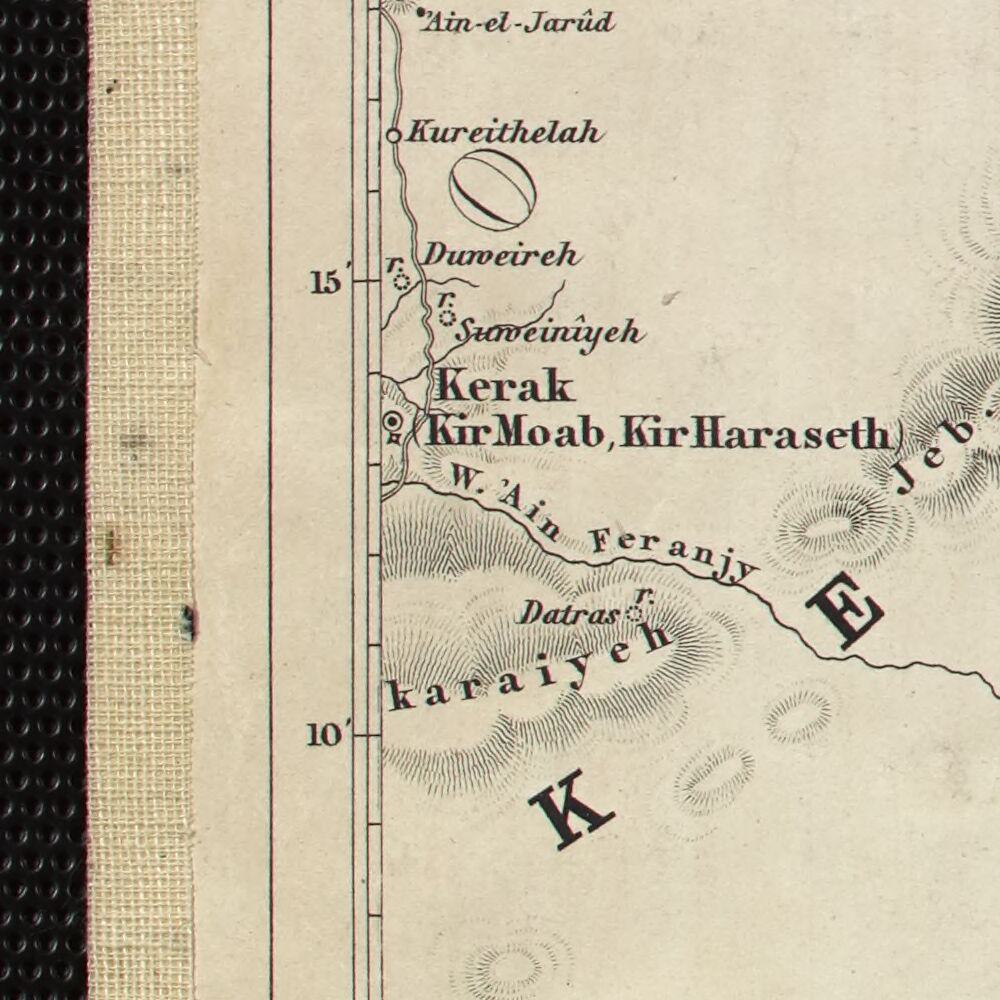 'Ain-el-Jarûd
Kureithelah
Duweireh
r.
15'
r.
Suweinîyeh
Kerak
Kir Moab, Kir Haraseth)
Jeb.
W. 'Ain Feranjy
E
r.
Datras
karaiyeh
10'
K